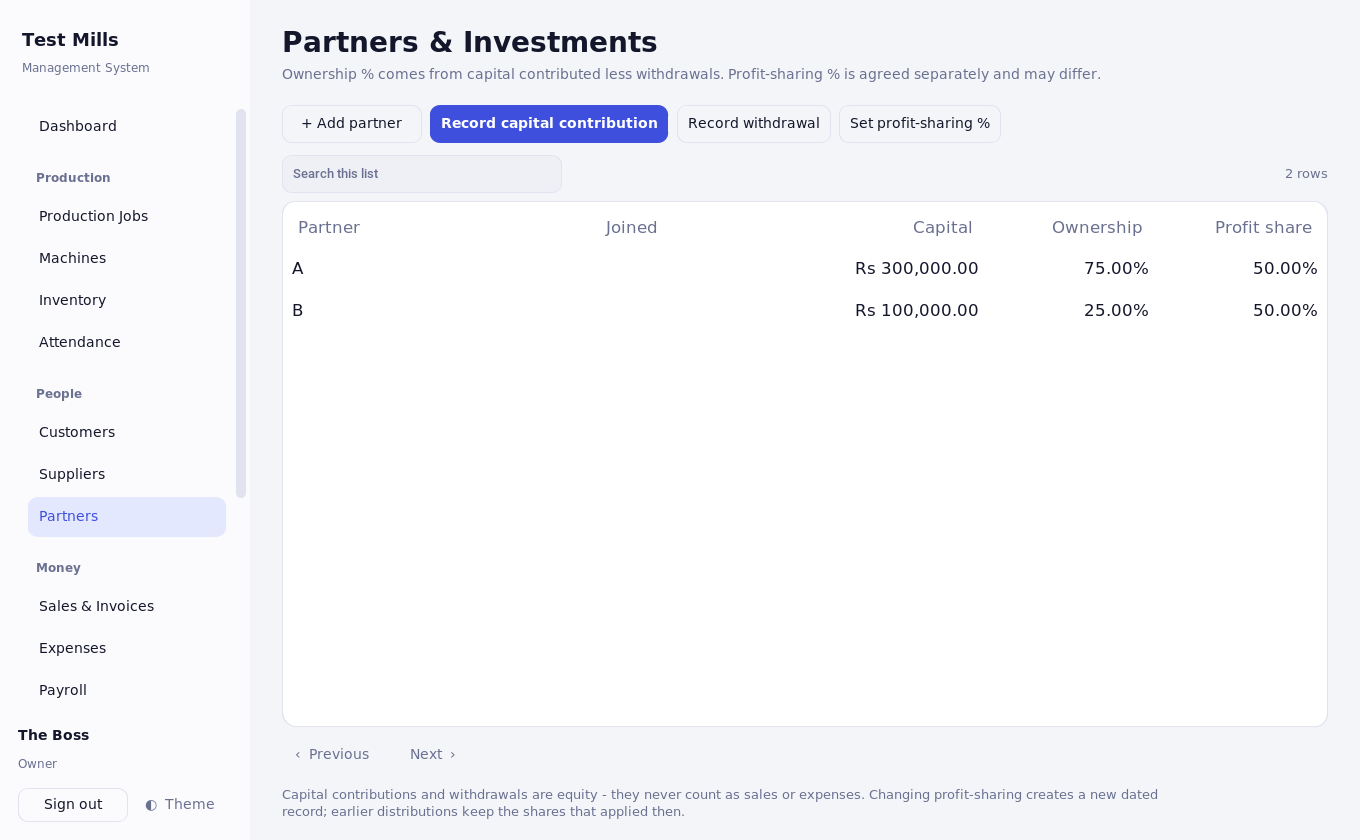 Test Mills
Management System
Dashboard
Production
Production Jobs
Machines
Inventory
Attendance
People
Customers
Suppliers
Partners
Money
Sales & Invoices
Expenses
Payroll
The Boss
Owner
Sign out
◐ Theme
Partners & Investments
Ownership % comes from capital contributed less withdrawals. Profit-sharing % is agreed separately and may differ.
+ Add partner
Record capital contribution
Record withdrawal
Set profit-sharing %
Search this list
2 rows
Partner Joined Capital Ownership Profit share
A Rs 300,000.00 75.00% 50.00%
B Rs 100,000.00 25.00% 50.00%
‹ Previous
Next ›
Capital contributions and withdrawals are equity - they never count as sales or expenses. Changing profit-sharing creates a new dated
record; earlier distributions keep the shares that applied then.